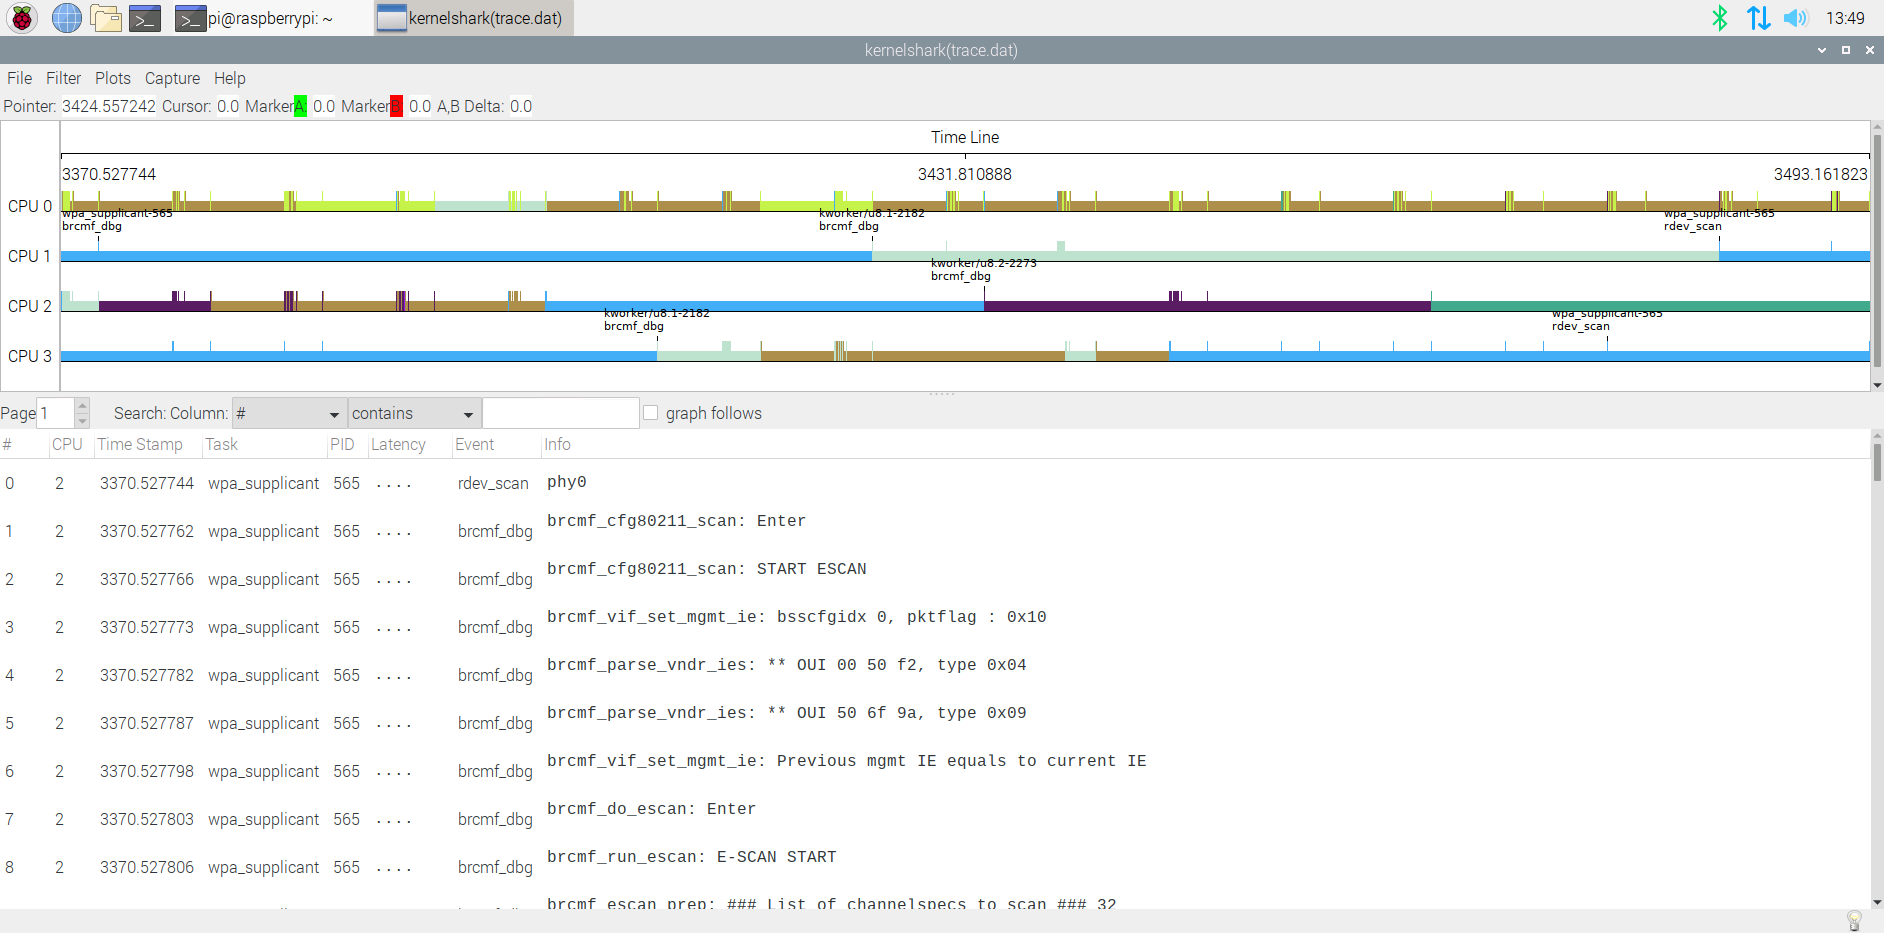 pi@raspberrypi: ~ kernelshark(trace.dat) 13:49
kernelshark(trace.dat)
File Filter Plots Capture Help
Pointer: 3424.557242 Cursor: 0.0 Marker A 0.0 Marker B 0.0 A,B Delta: 0.0
Time Line
3370.527744 3431.810888 3493.161823
CPU 0
wpa_supplicant-565 kworker/u8.1-2182 wpa_supplicant-565
brcmf_dbg brcmf_dbg rdev_scan
CPU 1
kworker/u8.2-2273
brcmf_dbg
CPU 2
kworker/u8.1-2182 wpa_supplicant-565
brcmf_dbg rdev_scan
CPU 3
Page 1 Search: Column: # contains graph follows
# CPU Time Stamp Task PID Latency Event Info
0 2 3370.527744 wpa_supplicant 565 .... rdev_scan phy0
1 2 3370.527762 wpa_supplicant 565 .... brcmf_dbg brcmf_cfg80211_scan: Enter
2 2 3370.527766 wpa_supplicant 565 .... brcmf_dbg brcmf_cfg80211_scan: START ESCAN
3 2 3370.527773 wpa_supplicant 565 .... brcmf_dbg brcmf_vif_set_mgmt_ie: bsscfgidx 0, pktflag : 0x10
4 2 3370.527782 wpa_supplicant 565 .... brcmf_dbg brcmf_parse_vndr_ies: ** OUI 00 50 f2, type 0x04
5 2 3370.527787 wpa_supplicant 565 .... brcmf_dbg brcmf_parse_vndr_ies: ** OUI 50 6f 9a, type 0x09
6 2 3370.527798 wpa_supplicant 565 .... brcmf_dbg brcmf_vif_set_mgmt_ie: Previous mgmt IE equals to current IE
7 2 3370.527803 wpa_supplicant 565 .... brcmf_dbg brcmf_do_escan: Enter
8 2 3370.527806 wpa_supplicant 565 .... brcmf_dbg brcmf_run_escan: E-SCAN START
brcmf_escan_prep: ### List of channelspecs to scan ### 32